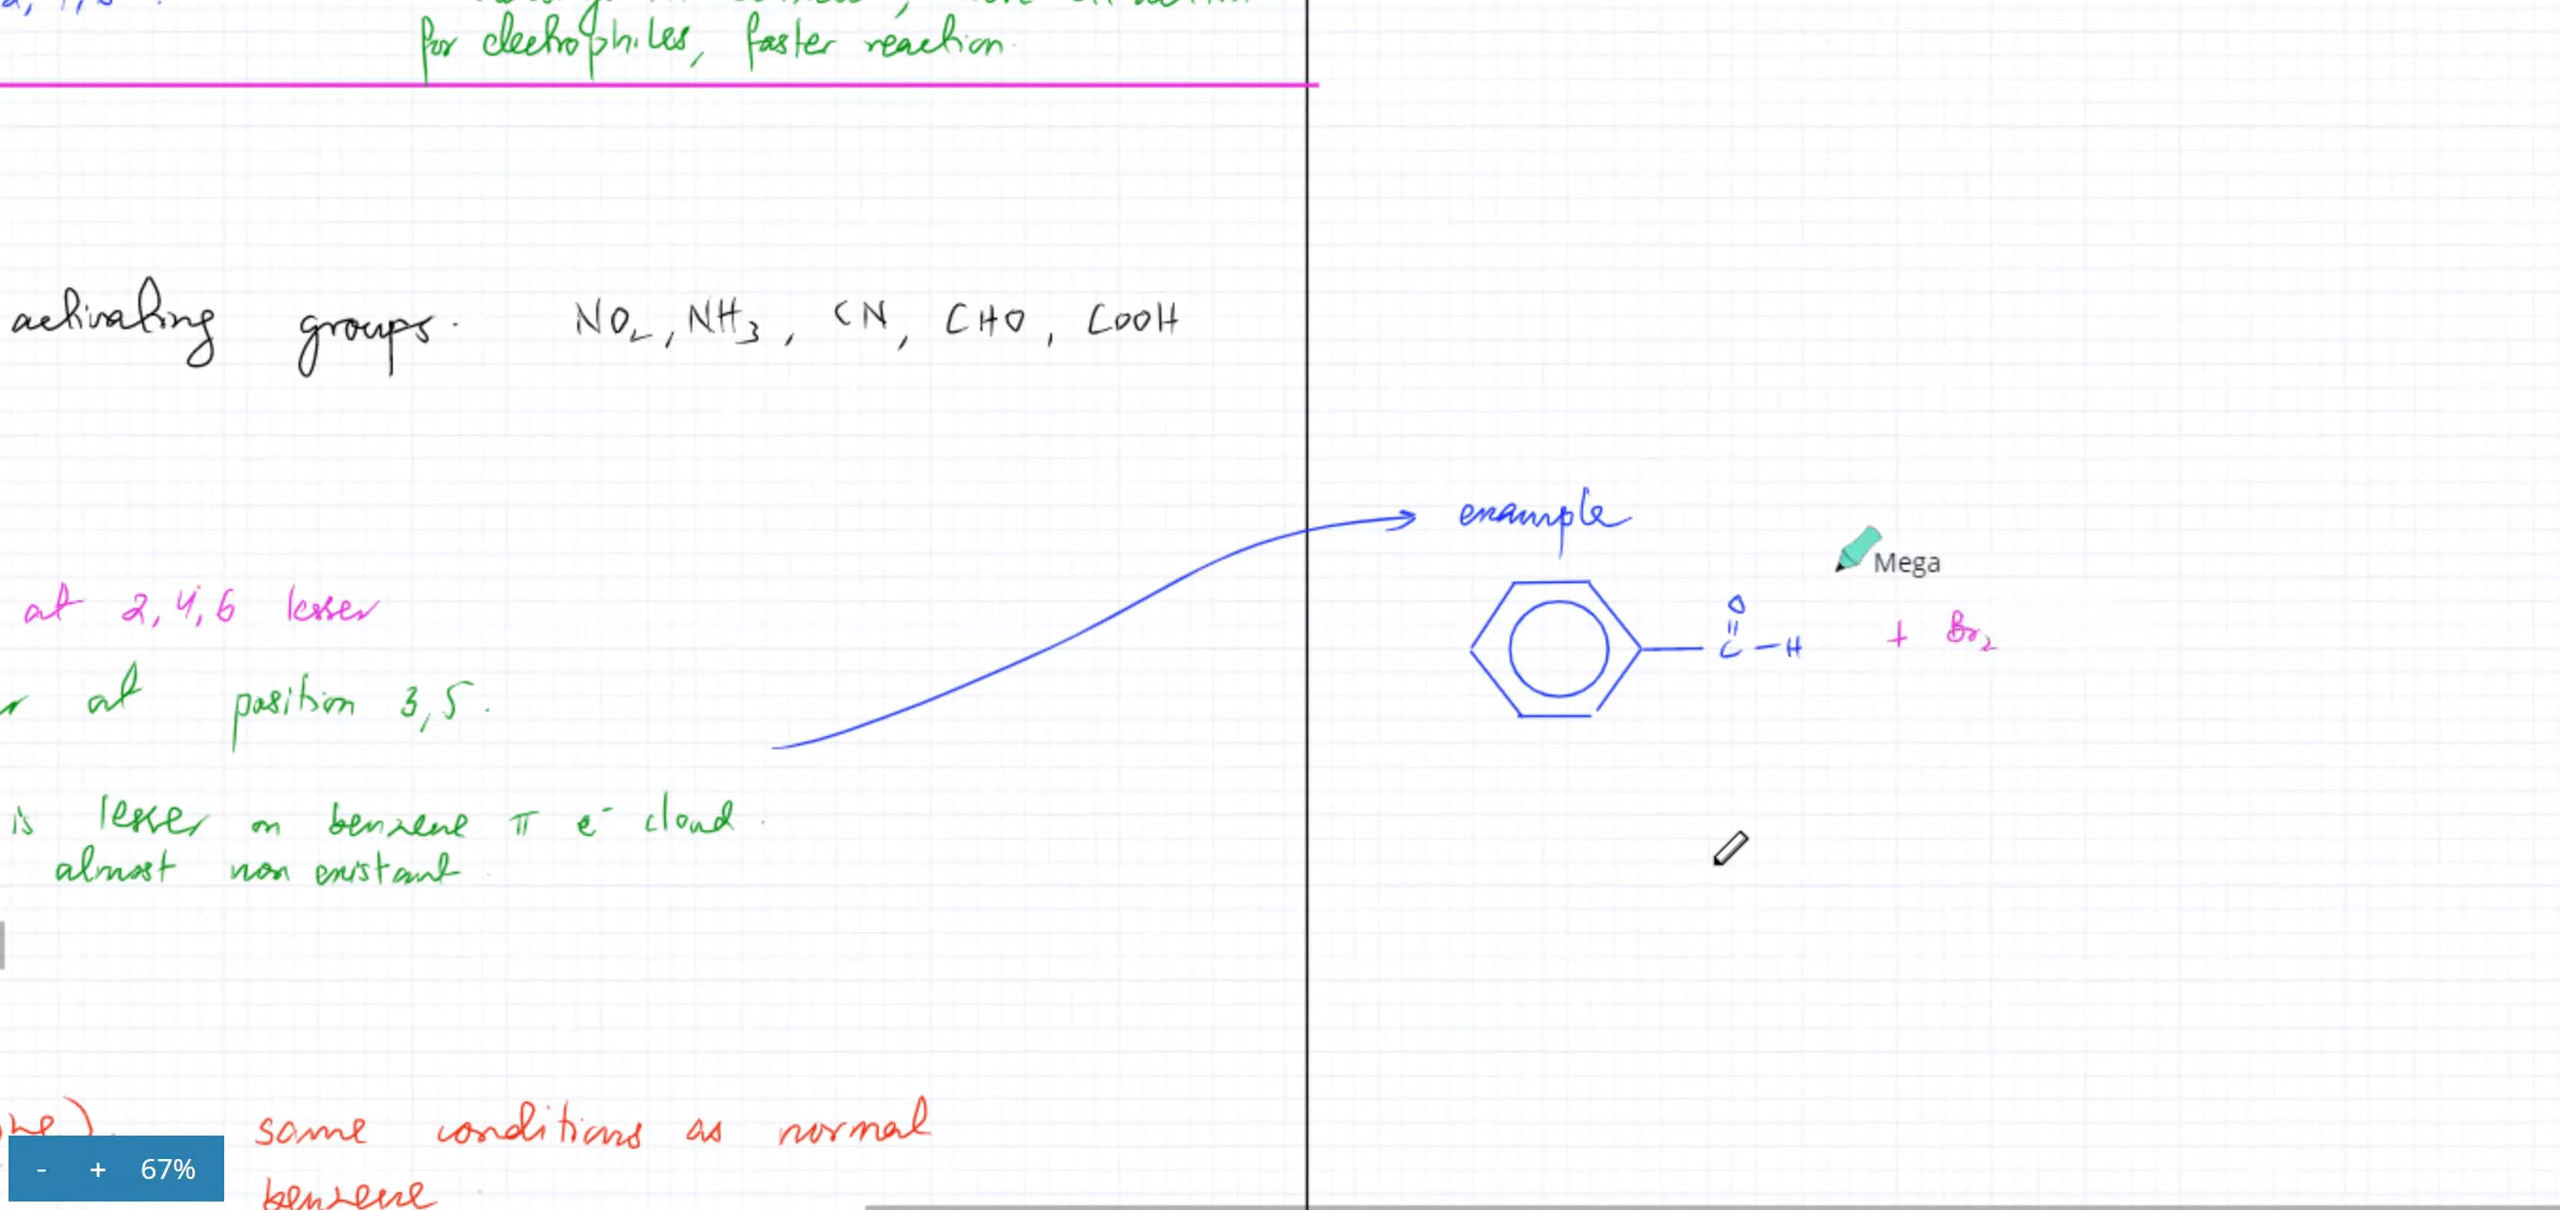 for electrophiles, faster reaction.
activating groups. NO2, NH3, CN, CHO, COOH
example
Mega
at 2,4,6 lesser
O
||
C-H + Br2
at position 3,5.
is lesser on benzene π e- cloud.
almost non existant.
same conditions as normal
benzene.
- + 67%